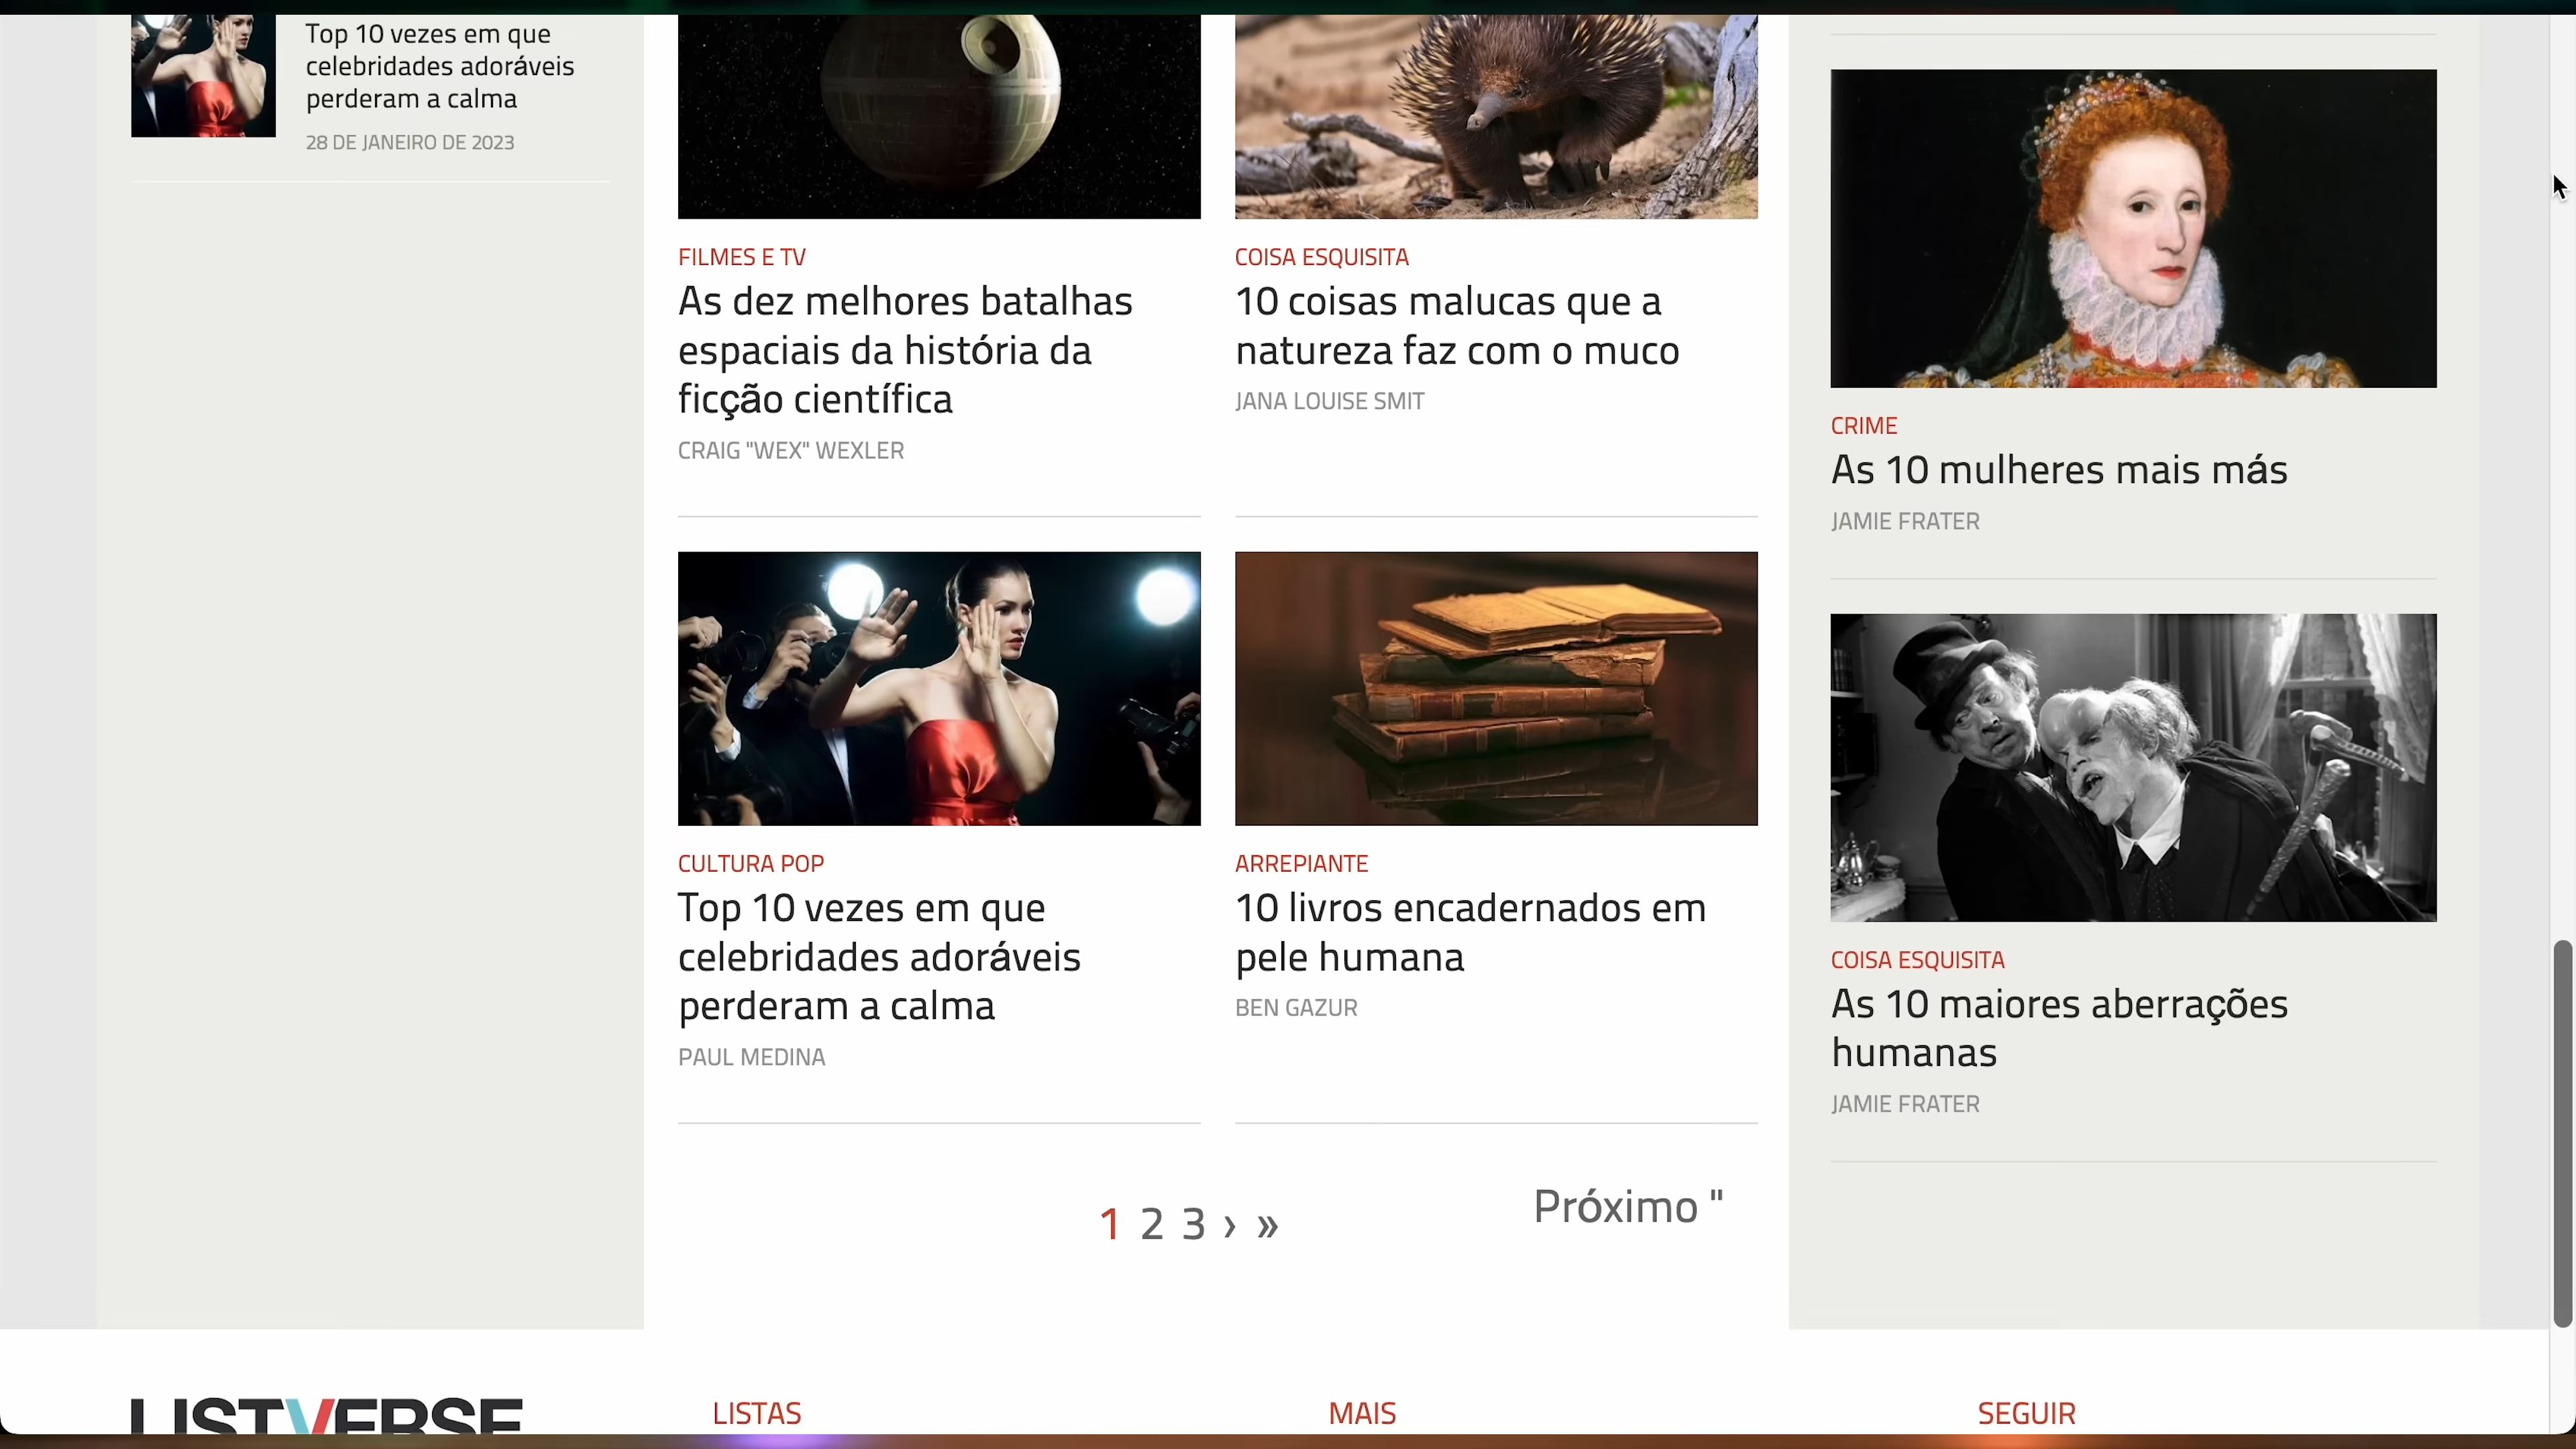 Top 10 vezes em que
celebridades adoráveis
perderam a calma
28 DE JANEIRO DE 2023
FILMES E TV
As dez melhores batalhas
espaciais da história da
ficção científica
CRAIG "WEX" WEXLER
COISA ESQUISITA
10 coisas malucas que a
natureza faz com o muco
JANA LOUISE SMIT
CULTURA POP
Top 10 vezes em que
celebridades adoráveis
perderam a calma
PAUL MEDINA
ARREPIANTE
10 livros encadernados em
pele humana
BEN GAZUR
1 2 3 › »
Próximo "
CRIME
As 10 mulheres mais más
JAMIE FRATER
COISA ESQUISITA
As 10 maiores aberrações
humanas
JAMIE FRATER
LISTVERSE
LISTAS
MAIS
SEGUIR